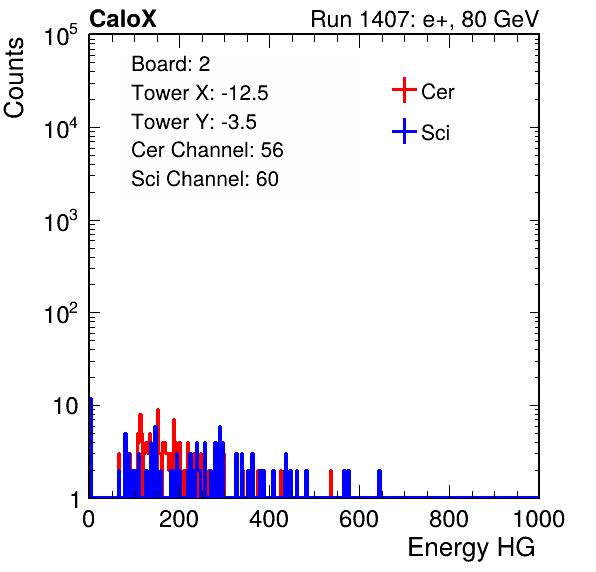 CaloX Run 1407: e+, 80 GeV
Counts
10^5
10^4
10^3
10^2
10
1
Board: 2
Tower X: -12.5
Tower Y: -3.5
Cer Channel: 56
Sci Channel: 60
Cer
Sci
0 200 400 600 800 1000
Energy HG